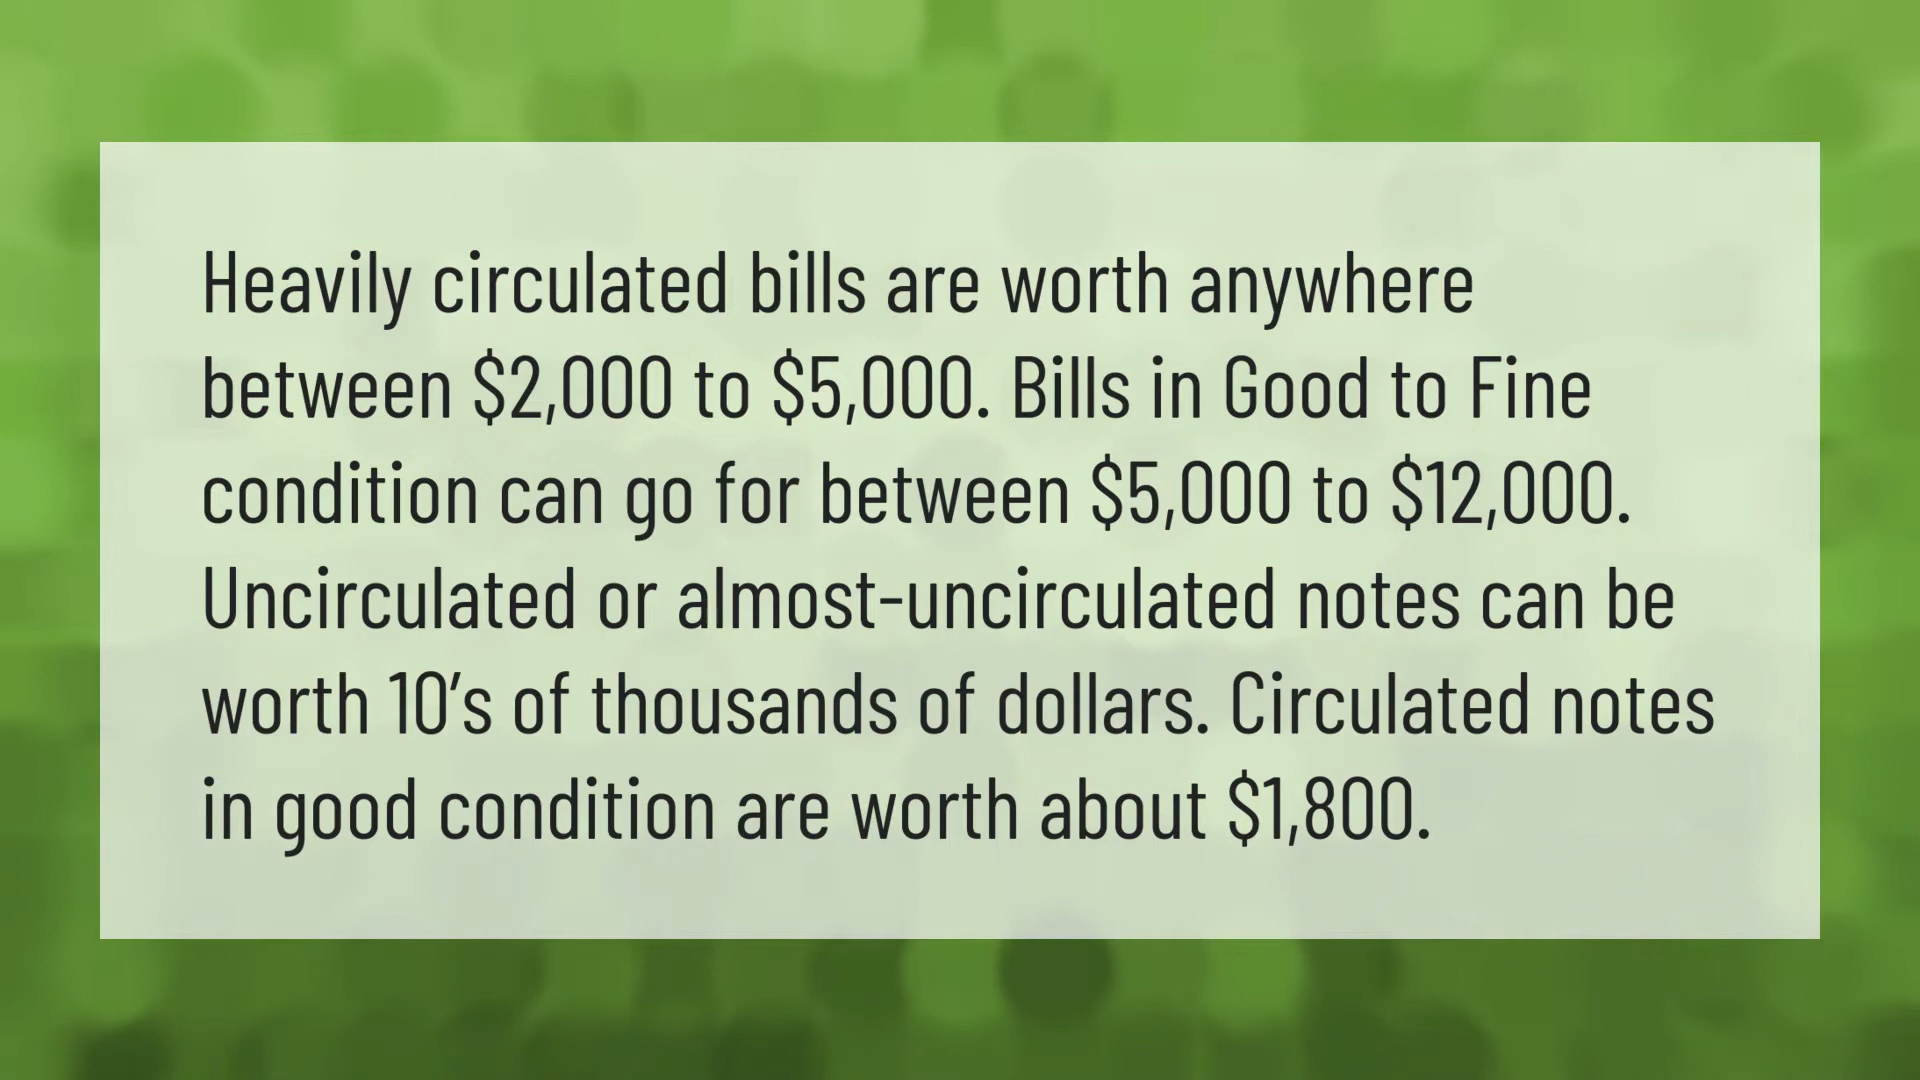 Heavily circulated bills are worth anywhere
between $2,000 to $5,000. Bills in Good to Fine
condition can go for between $5,000 to $12,000.
Uncirculated or almost-uncirculated notes can be
worth 10's of thousands of dollars. Circulated notes
in good condition are worth about $1,800.